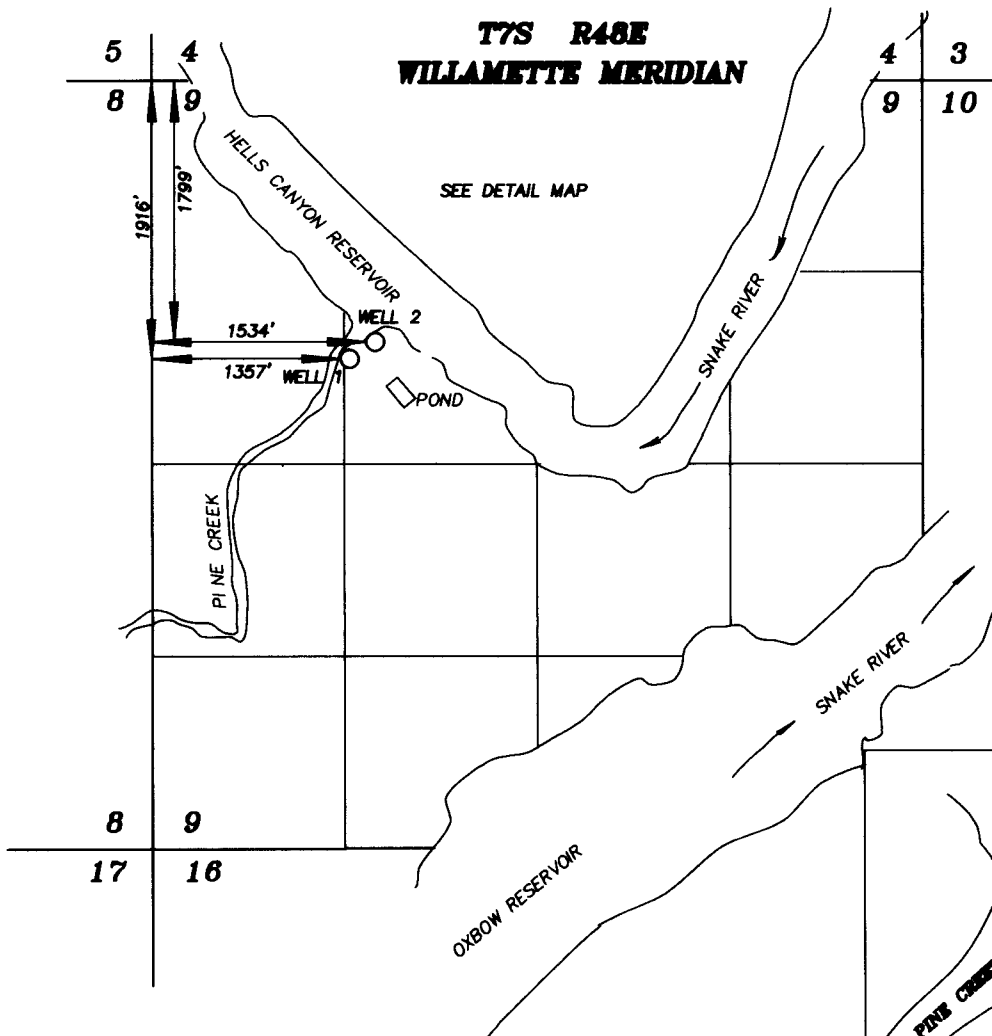 T7S R48E
WILLAMETTE MERIDIAN
5 4
8 9
4 3
9 10
HELLS CANYON RESERVOIR
SEE DETAIL MAP
1916'
1799'
SNAKE RIVER
1534'
WELL 2
1357'
WELL 1
POND
PINE CREEK
SNAKE RIVER
8 9
17 16
OXBOW RESERVOIR
PINE CREE